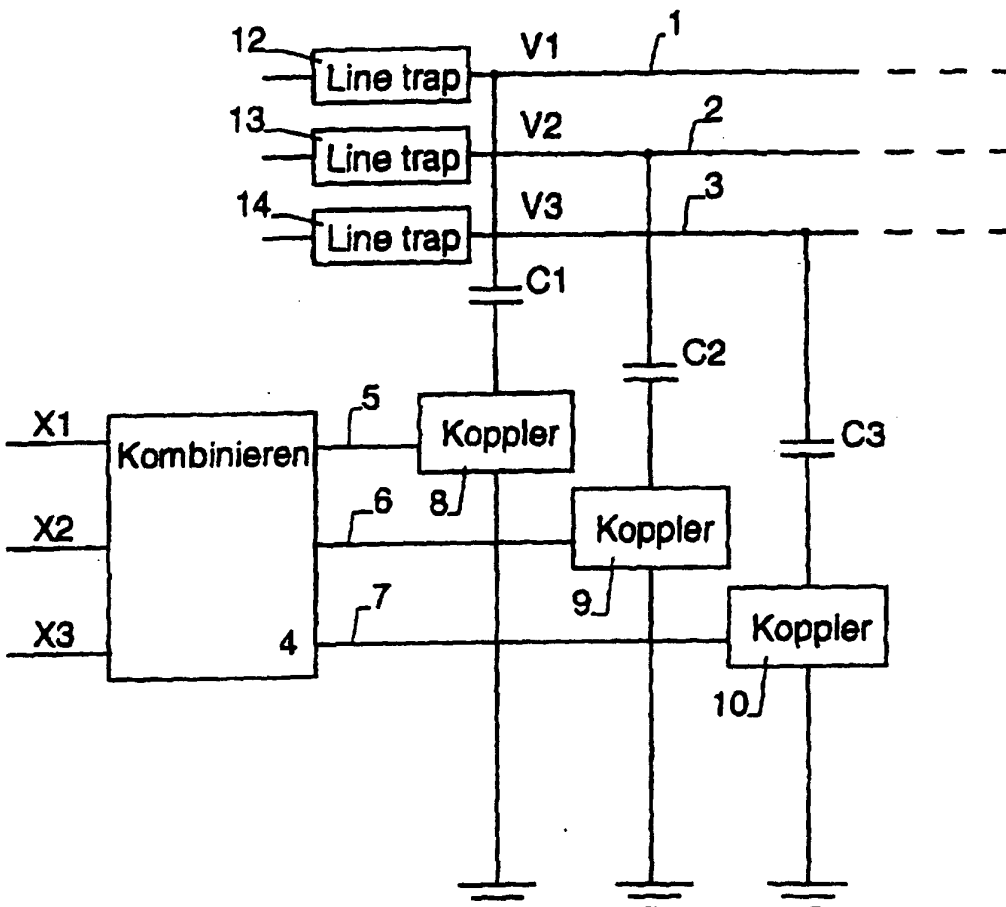 12
Line trap
V1
1
13
Line trap
V2
2
14
Line trap
V3
3
C1
C2
C3
X1
X2
X3
Kombinieren
4
5
6
7
Koppler
8
Koppler
9
Koppler
10